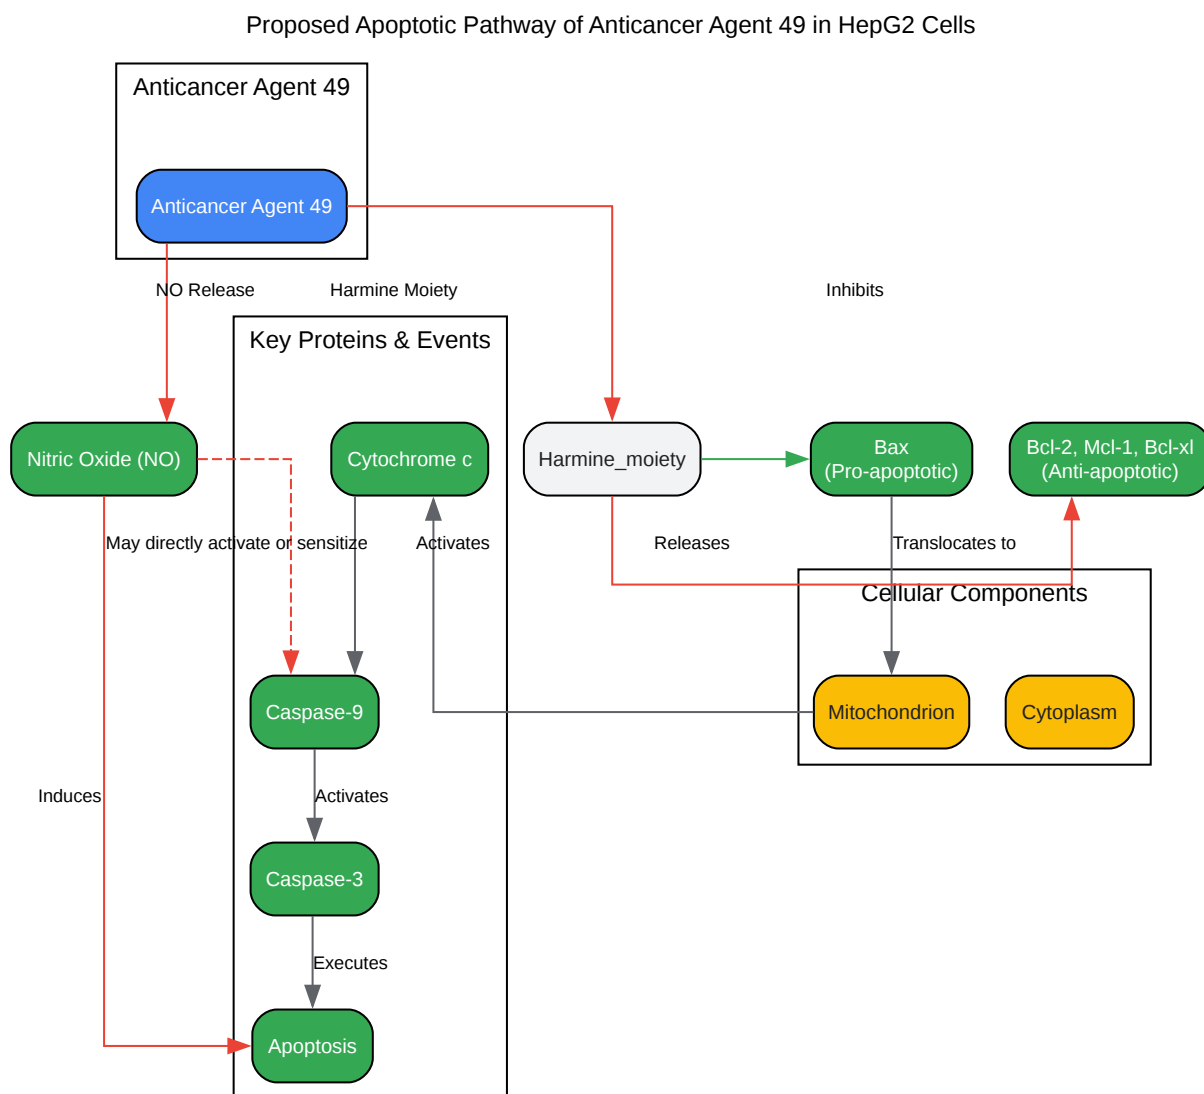 Proposed Apoptotic Pathway of Anticancer Agent 49 in HepG2 Cells
Anticancer Agent 49
Anticancer Agent 49
NO Release
Harmine Moiety
Inhibits
Key Proteins & Events
Nitric Oxide (NO)
Cytochrome c
Harmine_moiety
Bax
(Pro-apoptotic)
Bcl-2, Mcl-1, Bcl-xl
(Anti-apoptotic)
May directly activate or sensitize
Activates
Releases
Translocates to
Cellular Components
Caspase-9
Mitochondrion
Cytoplasm
Induces
Activates
Caspase-3
Executes
Apoptosis